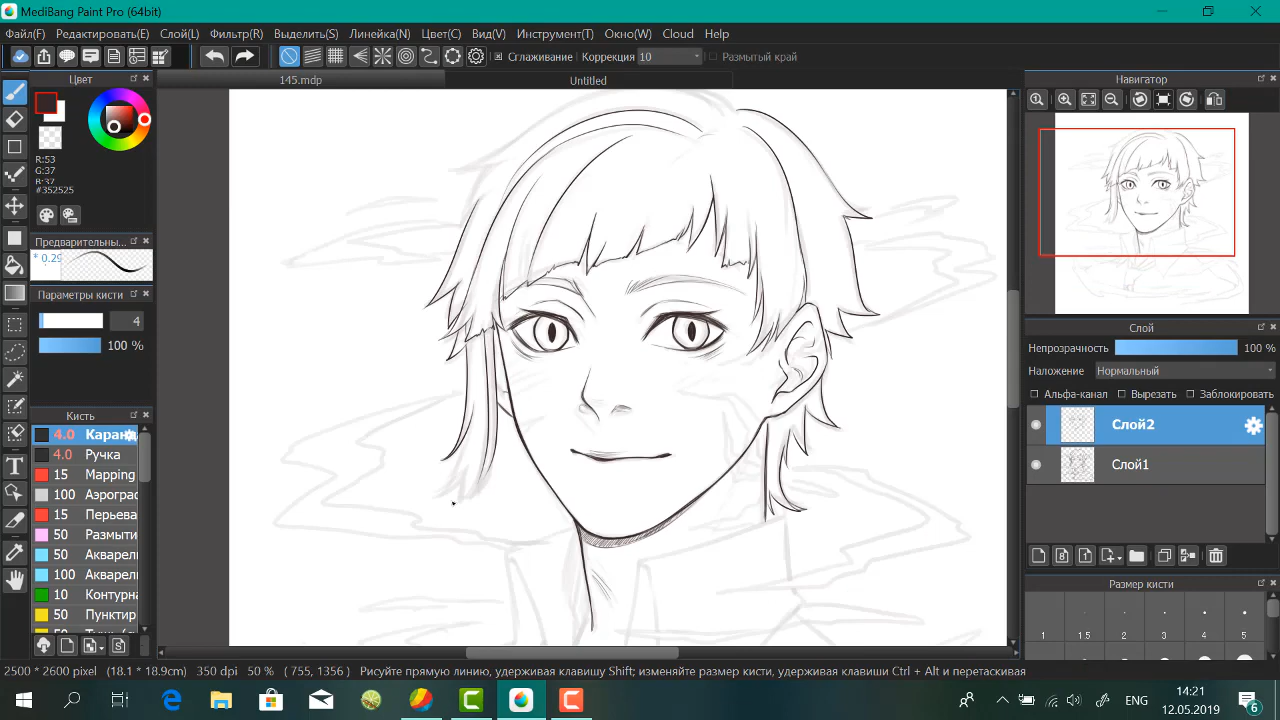 MediBang Paint Pro (64bit)
Файл(F) Редактировать(E) Слой(L) Фильтр(R) Выделить(S) Линейка(N) Цвет(C) Вид(V) Инструмент(T) Окно(W) Cloud Help
Сглаживание Коррекция 10 Размытый край
Цвет
145.mdp
Untitled
Навигатор
R:53
G:37
B:37
#352525
Предварительны...
* 0.29
Параметры кисти
4
100 %
Слой
Непрозрачность 100 %
Наложение Нормальный
Альфа-канал Вырезать Заблокировать
Кисть
4.0 Каран
4.0 Ручка
15 Mapping
100 Аэрограф
15 Перьева
50 Размыти
50 Акварел
100 Акварел
10 Контурна
50 Пунктир
Слой2
Слой1
Размер кисти
1 1.5 2 3 4 5
2500 * 2600 pixel (18.1 * 18.9cm) 350 dpi 50 % ( 755, 1356 ) Рисуйте прямую линию, удерживая клавишу Shift; изменяйте размер кисти, удерживая клавиши Ctrl + Alt и перетаскивая
ENG
14:21
12.05.2019
6